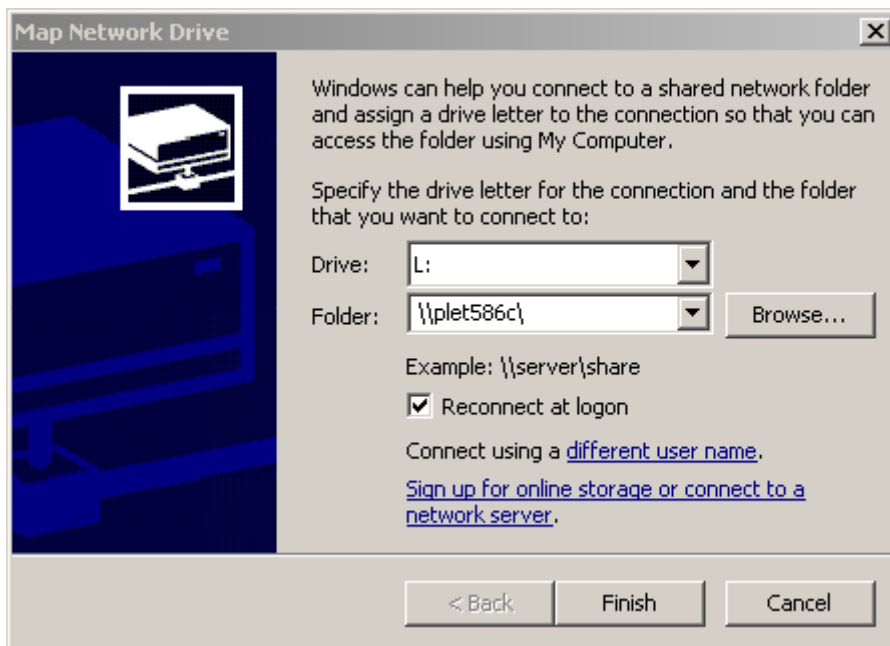 Map Network Drive
Windows can help you connect to a shared network folder
and assign a drive letter to the connection so that you can
access the folder using My Computer.
Specify the drive letter for the connection and the folder
that you want to connect to:
Drive: L:
Folder: \\plet586c\ Browse...
Example: \\server\share
Reconnect at logon
Connect using a different user name.
Sign up for online storage or connect to a
network server.
< Back Finish Cancel